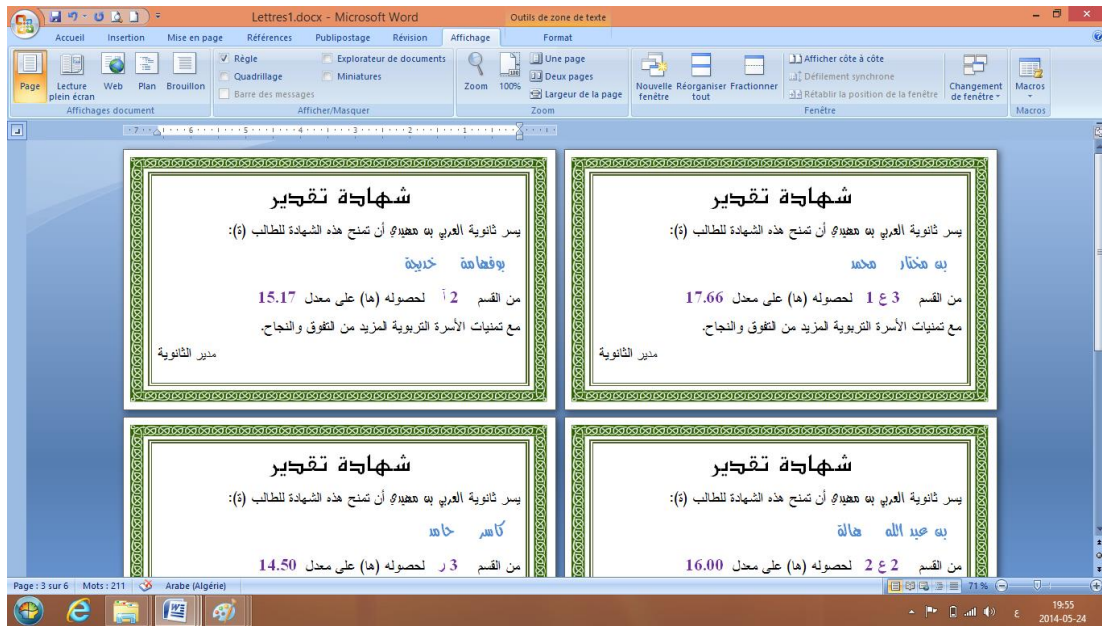 Lettres1.docx - Microsoft Word
Outils de zone de texte
Accueil Insertion Mise en page Références Publipostage Révision Affichage Format
Page
Lecture plein écran
Web
Plan
Brouillon
Affichages document
Règle
Quadrillage
Barre des messages
Explorateur de documents
Miniatures
Afficher/Masquer
Zoom
100%
Une page
Deux pages
Largeur de la page
Zoom
Nouvelle fenêtre
Réorganiser tout
Fractionner
Afficher côte à côte
Défilement synchrone
Rétablir la position de la fenêtre
Changement de fenêtre
Fenêtre
Macros
Macros
7 6 5 4 3 2 1
شهادة تقدير
يسر ثانوية العربي بن مهيدي أن تمنح هذه الشهادة للطالب (ة):
بن مختار محمد
من القسم 3 ع 1 لحصوله (ها) على معدل 17.66
مع تمنيات الأسرة التربوية المزيد من التفوق والنجاح.
مدير الثانوية
شهادة تقدير
يسر ثانوية العربي بن مهيدي أن تمنح هذه الشهادة للطالب (ة):
بوفهامة خديجة
من القسم 2 آ لحصوله (ها) على معدل 15.17
مع تمنيات الأسرة التربوية المزيد من التفوق والنجاح.
مدير الثانوية
شهادة تقدير
يسر ثانوية العربي بن مهيدي أن تمنح هذه الشهادة للطالب (ة):
بن عبد الله هالة
من القسم 2 ع 2 لحصوله (ها) على معدل 16.00
شهادة تقدير
يسر ثانوية العربي بن مهيدي أن تمنح هذه الشهادة للطالب (ة):
كاسر حامد
من القسم 3 ر لحصوله (ها) على معدل 14.50
Page : 3 sur 6 Mots : 211 Arabe (Algérie) 71 %
ع 19:55
2014-05-24